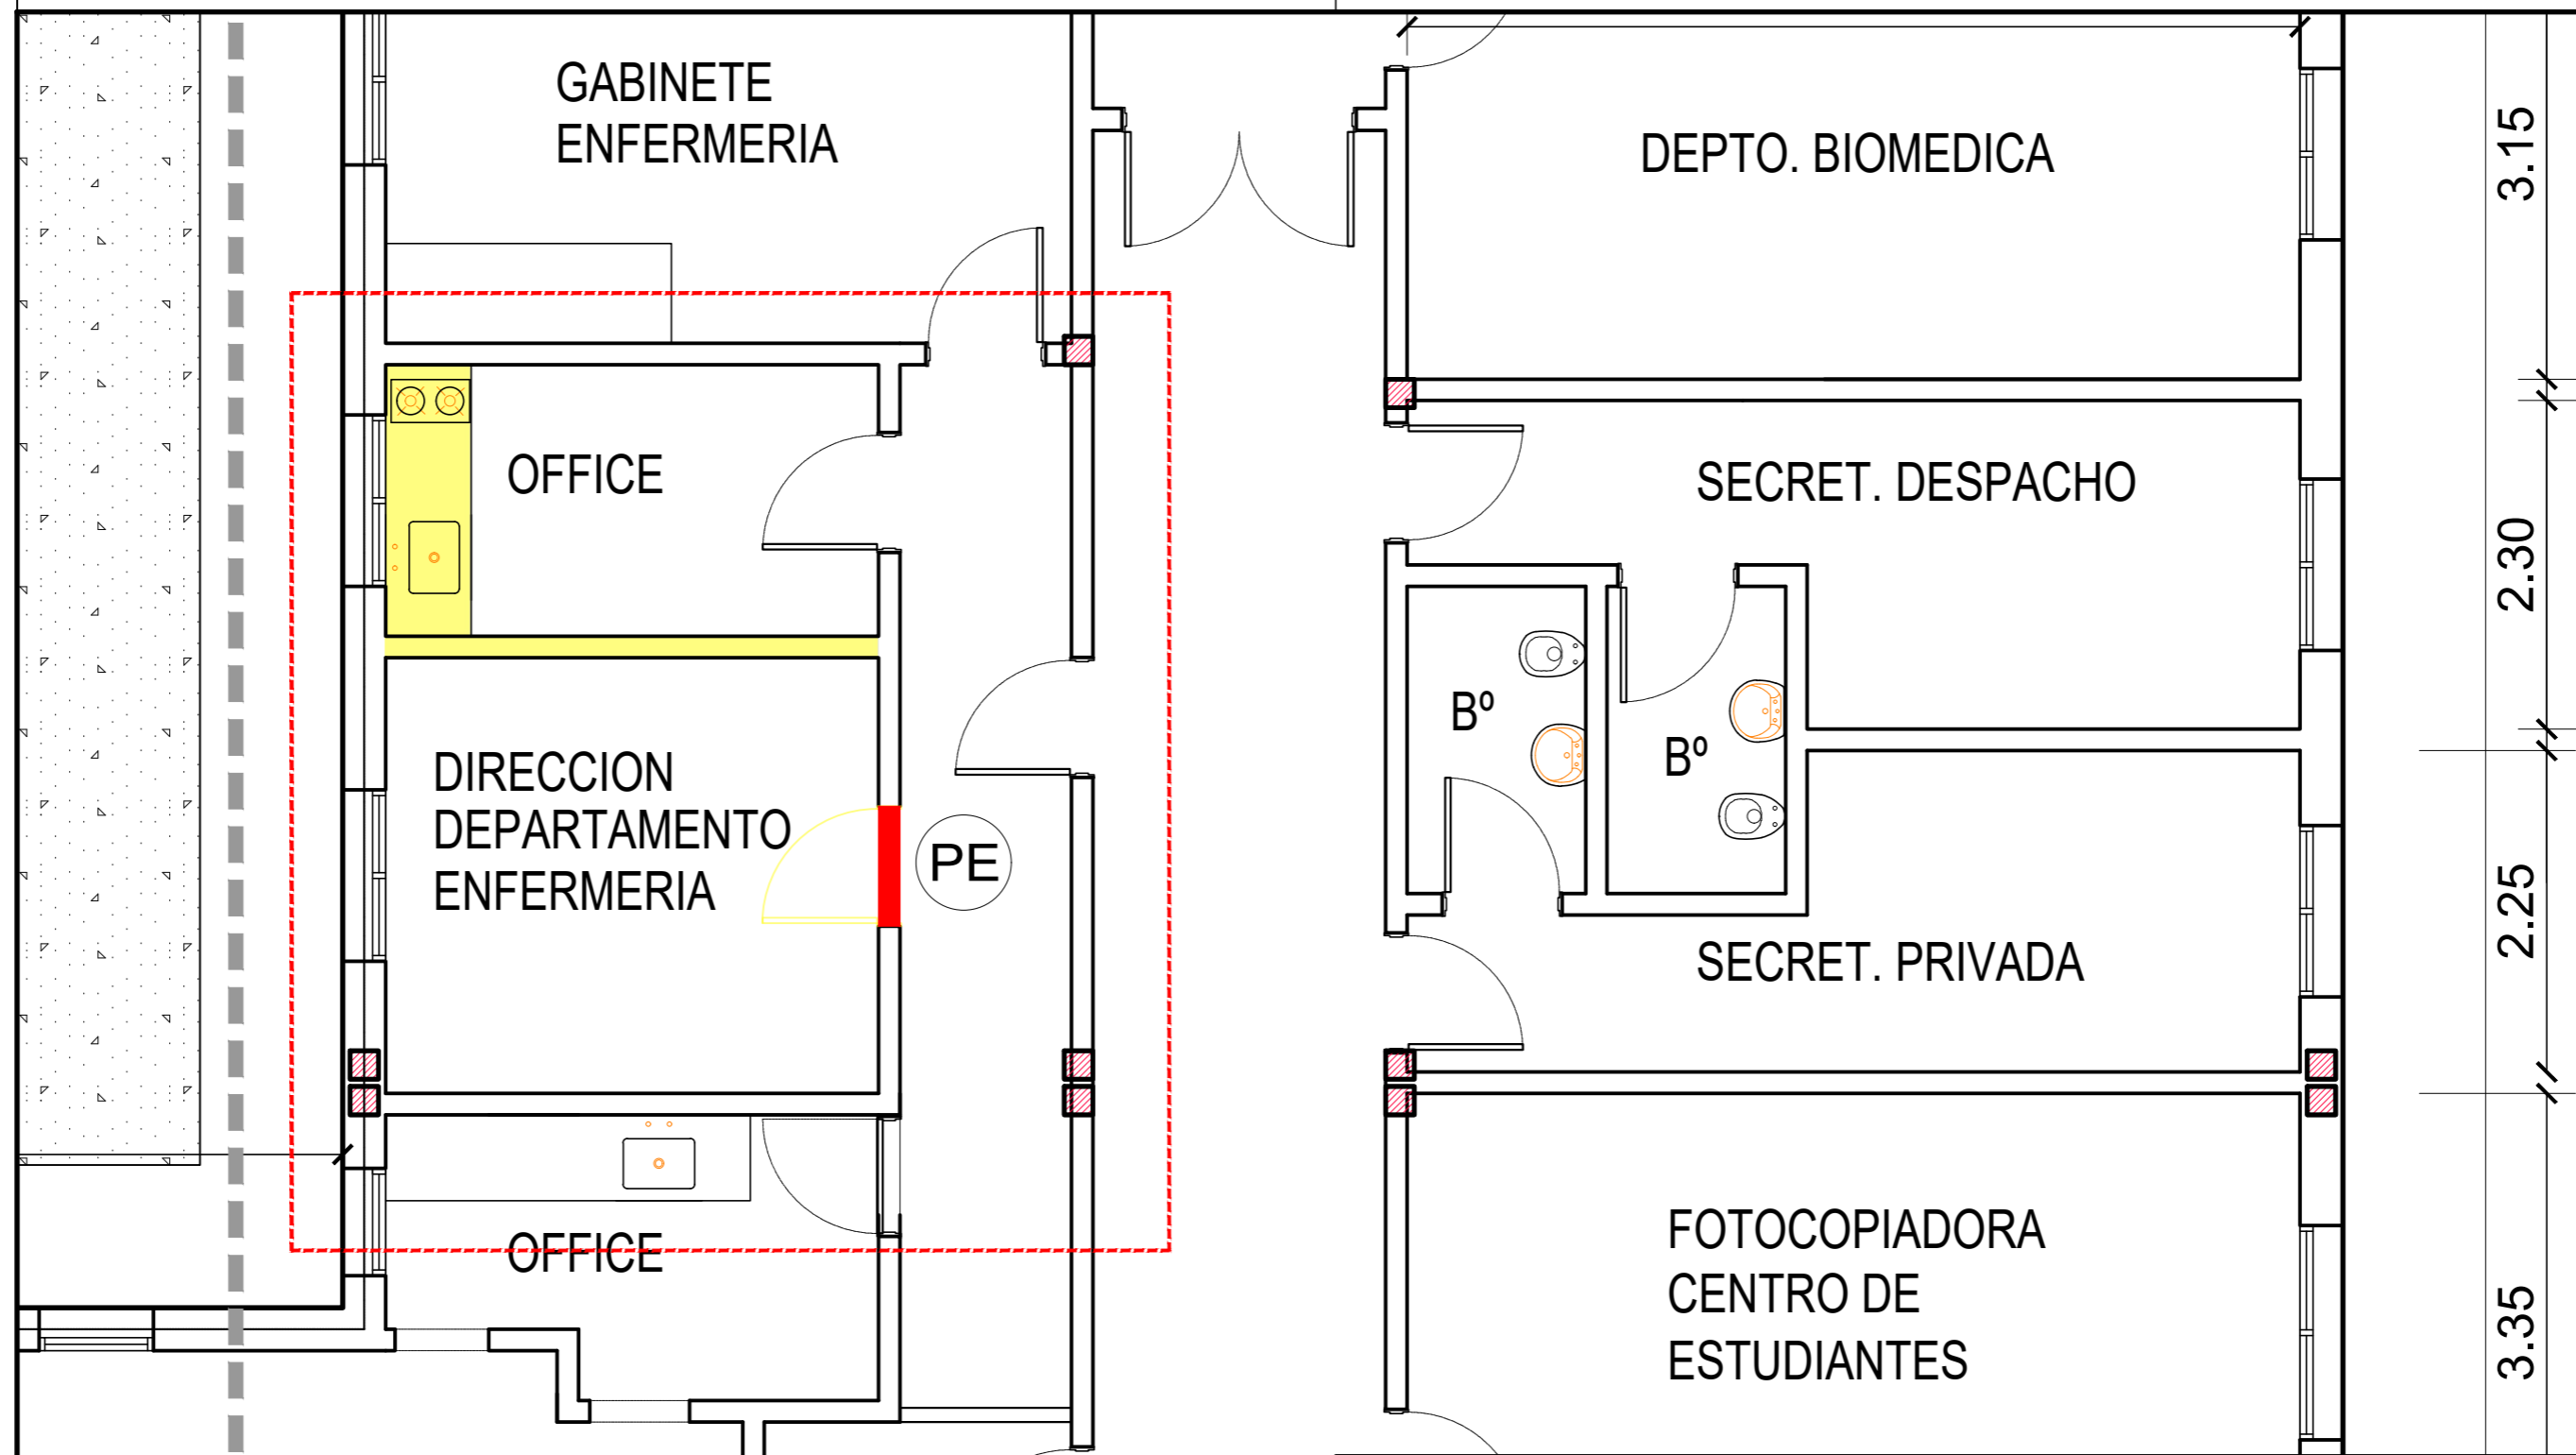 GABINETE
ENFERMERIA
DEPTO. BIOMEDICA
3.15
OFFICE
SECRET. DESPACHO
2.30
DIRECCION
DEPARTAMENTO
ENFERMERIA
PE
Bº
Bº
SECRET. PRIVADA
2.25
OFFICE
FOTOCOPIADORA
CENTRO DE
ESTUDIANTES
3.35